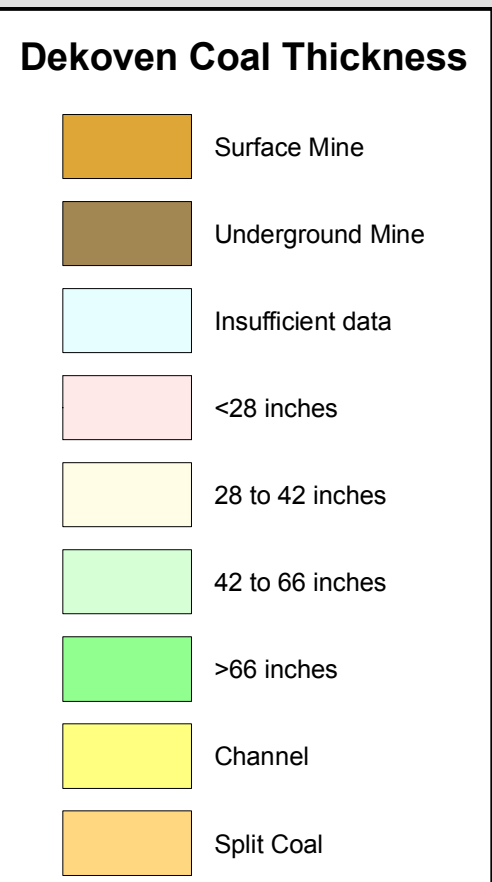 Dekoven Coal Thickness
Surface Mine
Underground Mine
Insufficient data
<28 inches
28 to 42 inches
42 to 66 inches
>66 inches
Channel
Split Coal